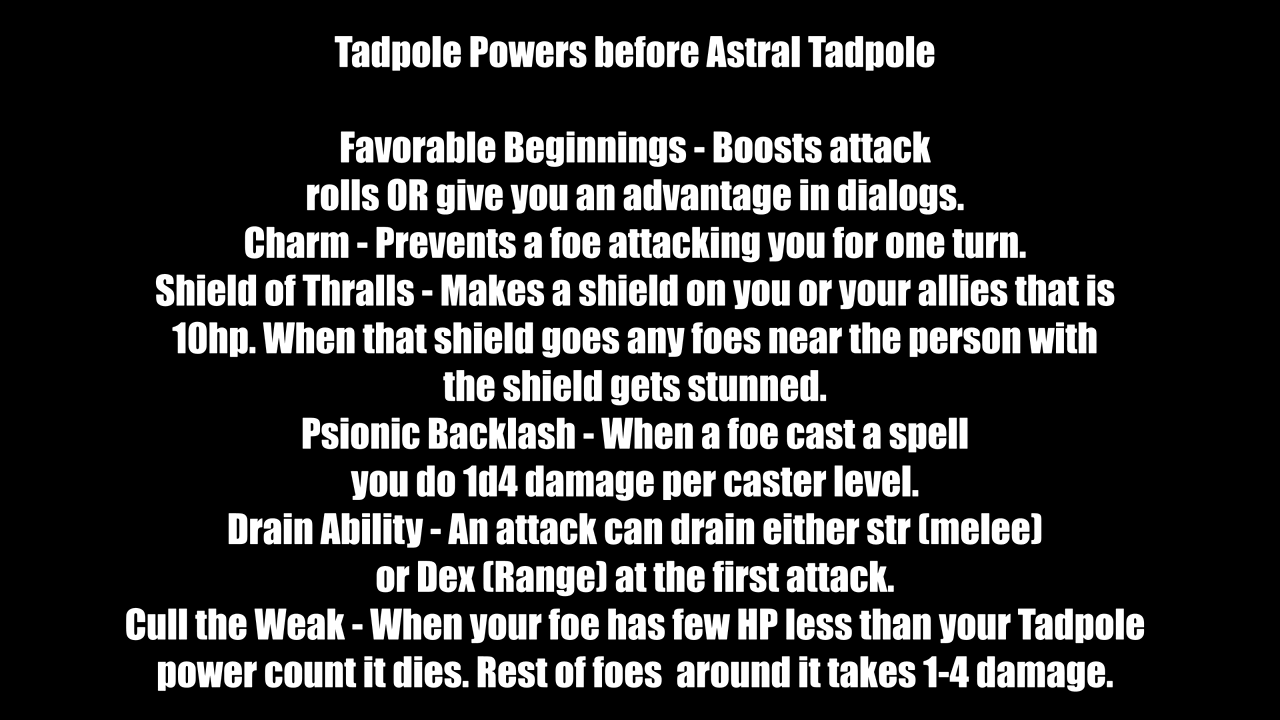 Tadpole Powers before Astral Tadpole
Favorable Beginnings - Boosts attack
rolls OR give you an advantage in dialogs.
Charm - Prevents a foe attacking you for one turn.
Shield of Thralls - Makes a shield on you or your allies that is
10hp. When that shield goes any foes near the person with
the shield gets stunned.
Psionic Backlash - When a foe cast a spell
you do 1d4 damage per caster level.
Drain Ability - An attack can drain either str (melee)
or Dex (Range) at the first attack.
Cull the Weak - When your foe has few HP less than your Tadpole
power count it dies. Rest of foes  around it takes 1-4 damage.